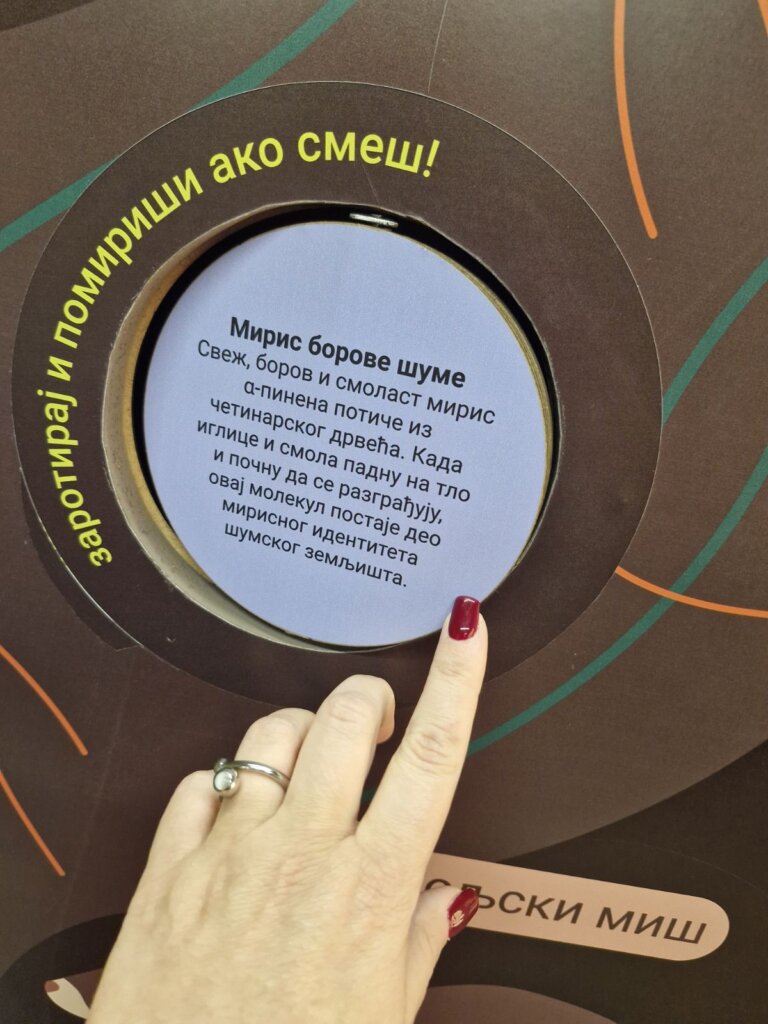 заротирај и помириши ако смеш!
Мирис борове шуме
Свеж, боров и смоласт мирис
α-пинена потиче из
четинарског дрвећа. Када
иглице и смола падну на тло
и почну да се разграђују,
овај молекул постаје део
мирисног идентитета
шумског земљишта.
миш